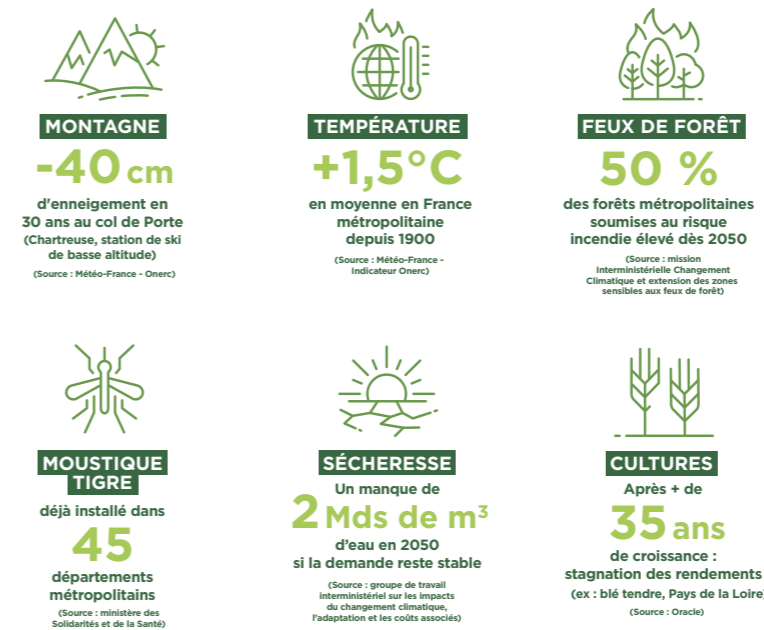 MONTAGNE
-40 cm
d'enneigement en
30 ans au col de Porte
(Chartreuse, station de ski
de basse altitude)
(Source : Météo-France - Onerc)
TEMPÉRATURE
+1,5°C
en moyenne en France
métropolitaine
depuis 1900
(Source : Météo-France -
Indicateur Onerc)
FEUX DE FORÊT
50 %
des forêts métropolitaines
soumises au risque
incendie élevé dès 2050
(Source : mission
Interministérielle Changement
Climatique et extension des zones
sensibles aux feux de forêt)
MOUSTIQUE
TIGRE
déjà installé dans
45
départements
métropolitains
(Source : ministère des
Solidarités et de la Santé)
SÉCHERESSE
Un manque de
2 Mds de m³
d'eau en 2050
si la demande reste stable
(Source : groupe de travail
interministériel sur les impacts
du changement climatique,
l'adaptation et les coûts associés)
CULTURES
Après + de
35 ans
de croissance :
stagnation des rendements
(ex : blé tendre, Pays de la Loire)
(Source : Oracle)